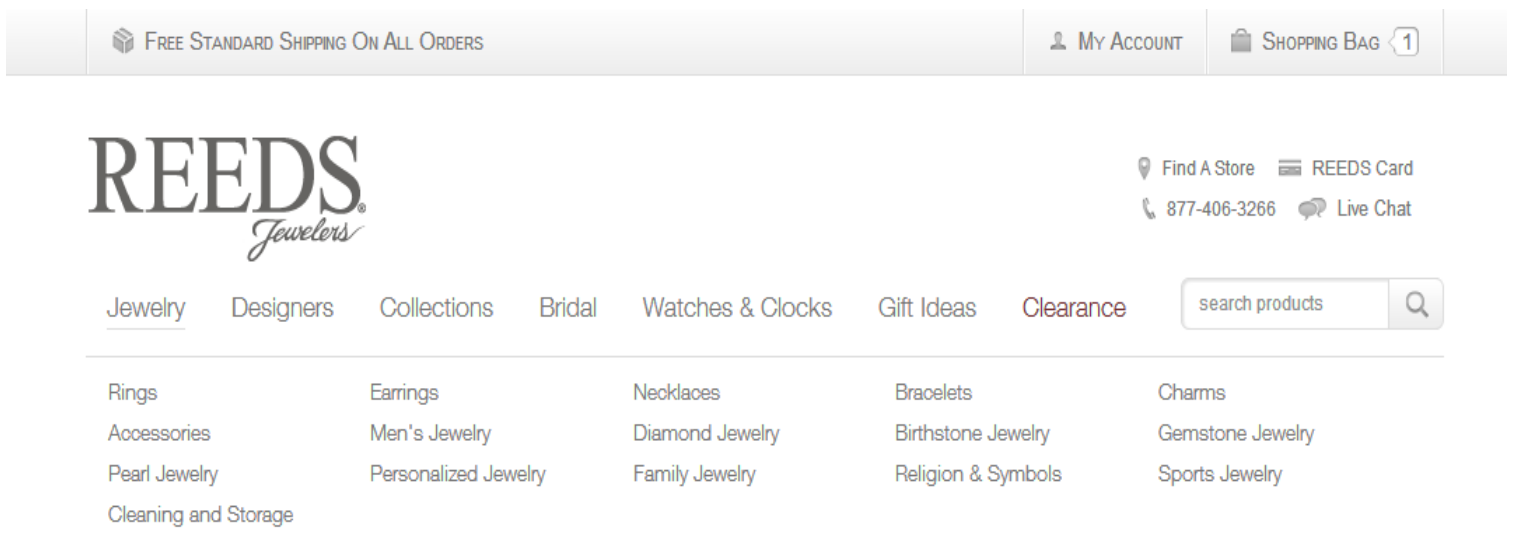 FREE STANDARD SHIPPING ON ALL ORDERS
MY ACCOUNT
SHOPPING BAG 1
REEDS®
Jewelers
Find A Store REEDS Card
877-406-3266 Live Chat
Jewelry Designers Collections Bridal Watches & Clocks Gift Ideas Clearance search products
Rings Earrings Necklaces Bracelets Charms
Accessories Men's Jewelry Diamond Jewelry Birthstone Jewelry Gemstone Jewelry
Pearl Jewelry Personalized Jewelry Family Jewelry Religion & Symbols Sports Jewelry
Cleaning and Storage